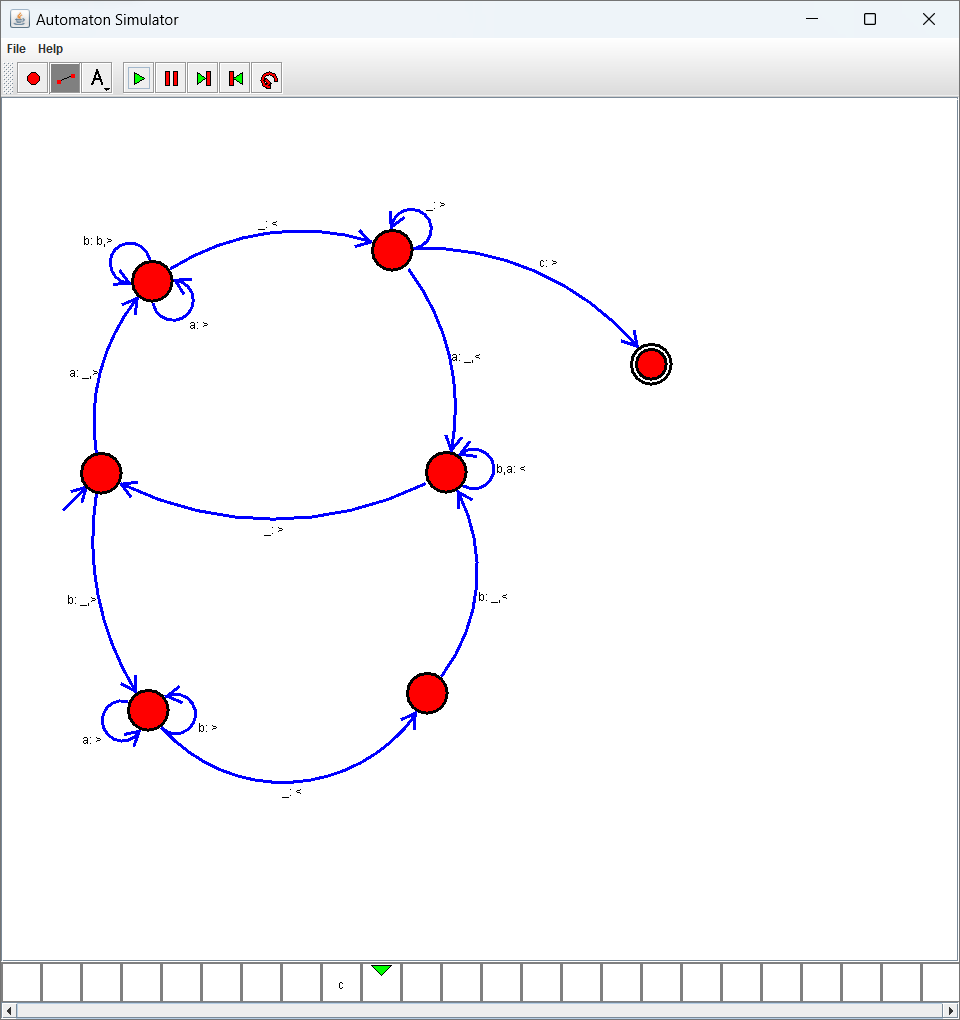 Automaton Simulator
File Help
A
_: >
_: <
b: b,>
c: >
a: >
a: _,<
a: _,>
b,a: <
_: >
b: _,<
b: _,>
b: >
a: >
_: <
c